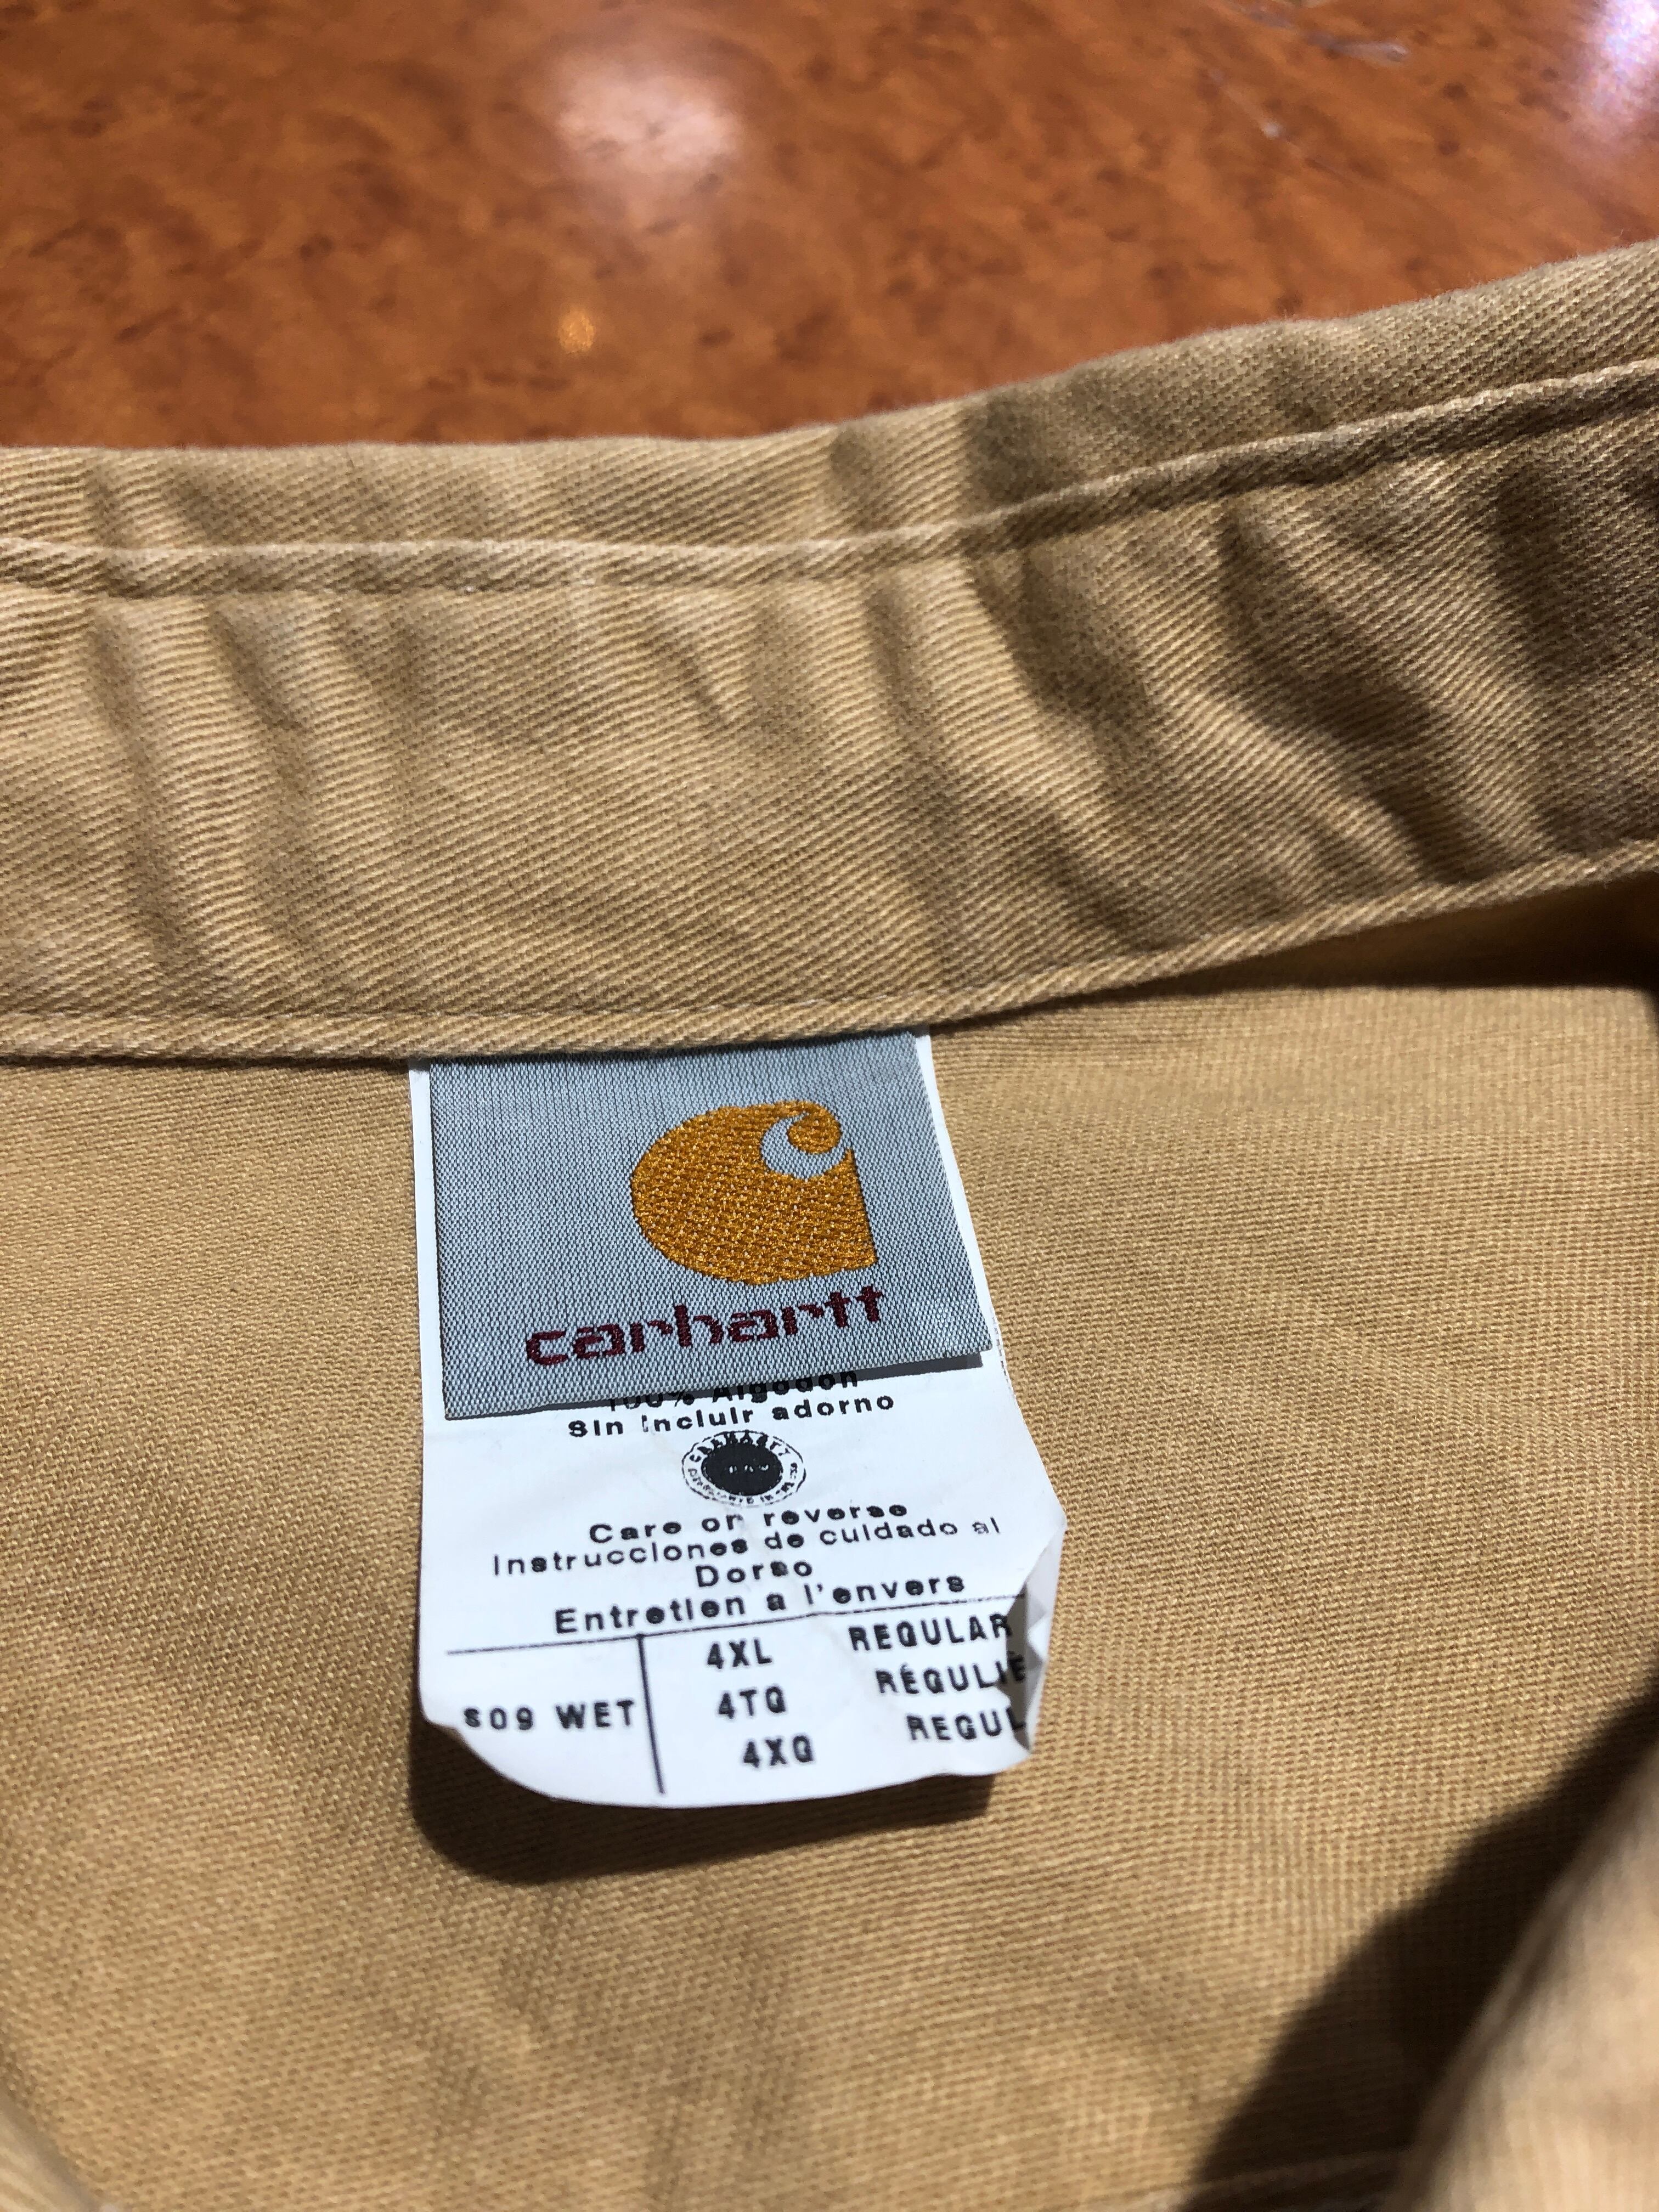 carhartt
100% Algodon
Sin incluir adorno
CARHARTT
Care on reverse
Instrucciones de cuidado al
Dorso
Entretien a l'envers
4XL REGULAR
4TG RÉGULIE
S09 WET
4XG REGUL